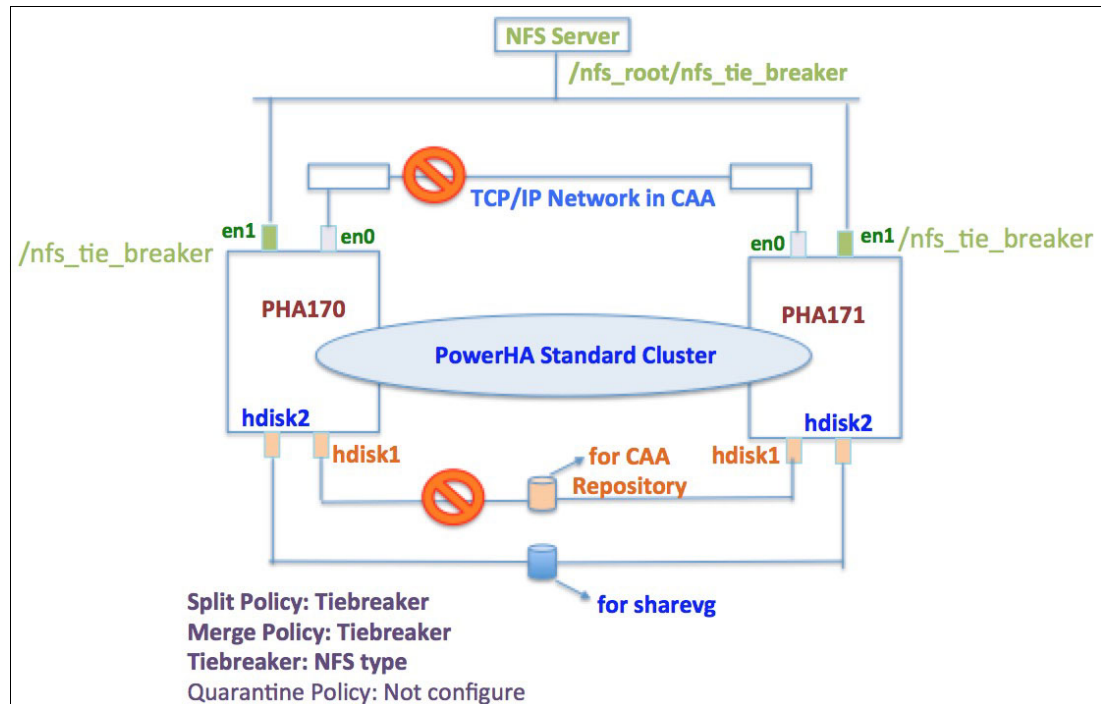 NFS Server
/nfs_root/nfs_tie_breaker
TCP/IP Network in CAA
en1
en0
en0
en1
/nfs_tie_breaker
/nfs_tie_breaker
PHA170
PHA171
PowerHA Standard Cluster
hdisk2
hdisk2
hdisk1
for CAA
Repository
hdisk1
for sharevg
Split Policy: Tiebreaker
Merge Policy: Tiebreaker
Tiebreaker: NFS type
Quarantine Policy: Not configure